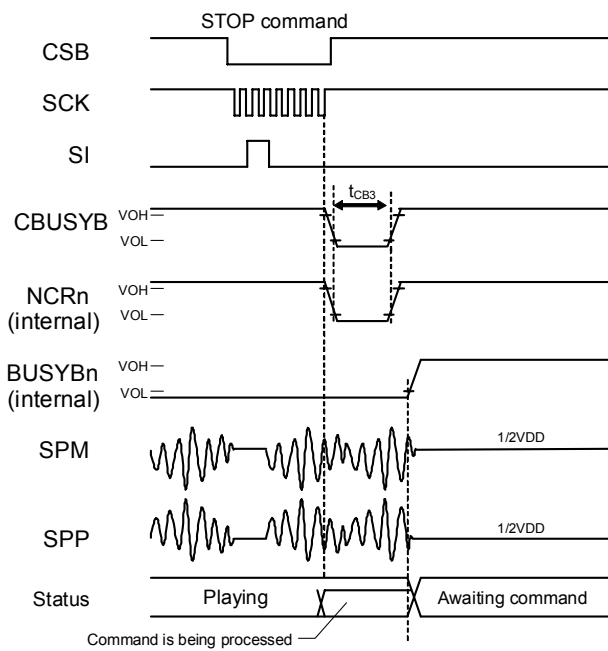 STOP command
CSB
SCK
SI
tCB3
CBUSYB
VOH
VOL
NCRn
(internal)
VOH
VOL
BUSYBn
(internal)
VOH
VOL
SPM
1/2VDD
SPP
1/2VDD
Status
Playing
Awaiting command
Command is being processed